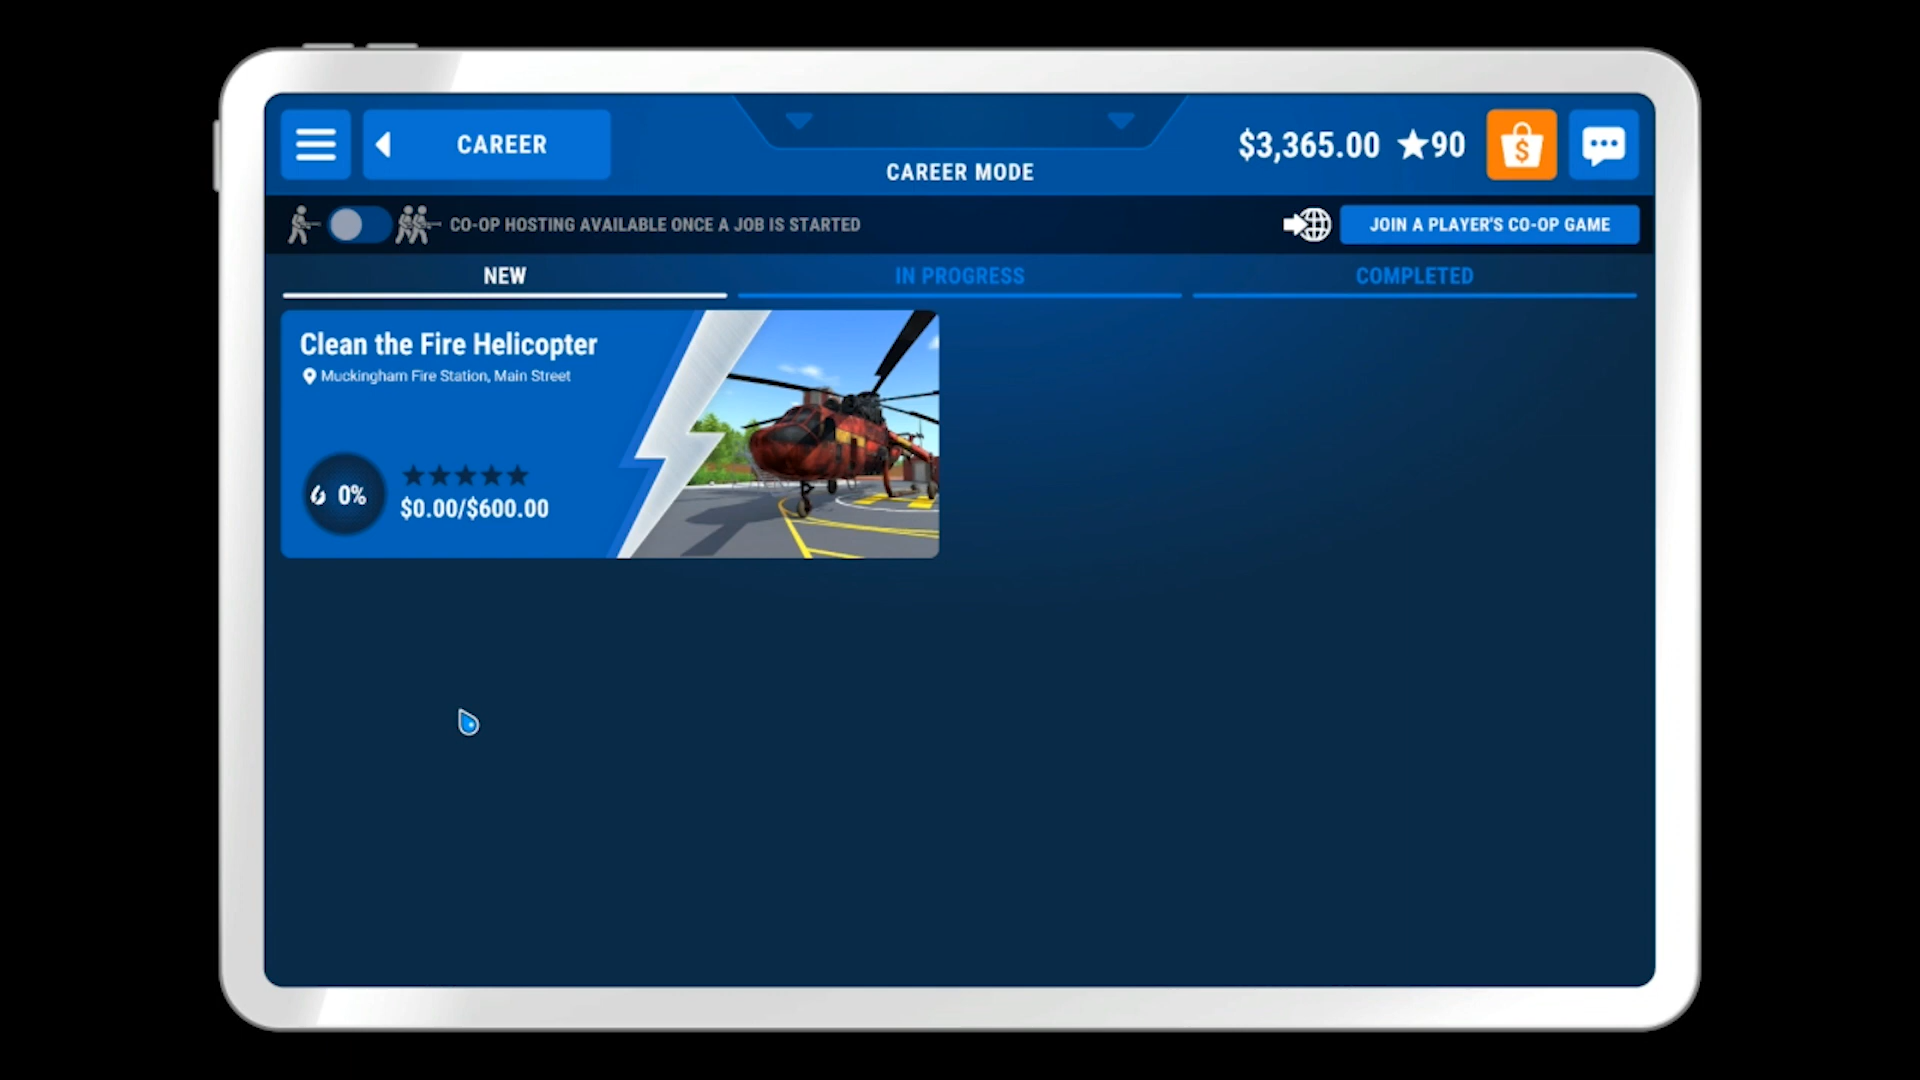 CAREER
CAREER MODE
$3,365.00 ★90
CO-OP HOSTING AVAILABLE ONCE A JOB IS STARTED
JOIN A PLAYER'S CO-OP GAME
NEW
IN PROGRESS
COMPLETED
Clean the Fire Helicopter
Muckingham Fire Station, Main Street
0%
$0.00/$600.00